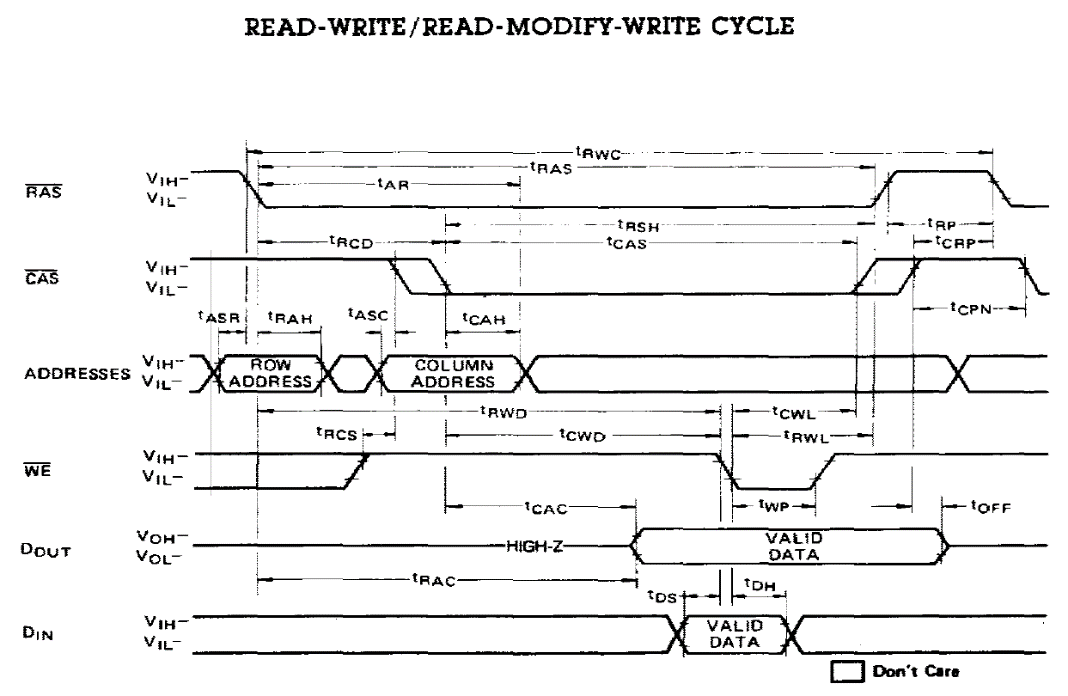 READ-WRITE/READ-MODIFY-WRITE CYCLE
tRWC
tRAS
tAR
RAS
VIH-
VIL-
tRSH
tRP
tRCD
tCAS
tCRP
CAS
VIH-
VIL-
tASR
tRAH
tASC
tCAH
tCPN
ADDRESSES
VIH-
VIL-
ROW
ADDRESS
COLUMN
ADDRESS
tRWD
tCWL
tRCS
tCWD
tRWL
WE
VIH-
VIL-
tCAC
tWP
tOFF
DOUT
VOH-
VOL-
HIGH-Z
VALID
DATA
tRAC
tDS
tDH
DIN
VIH-
VIL-
VALID
DATA
Don't Care